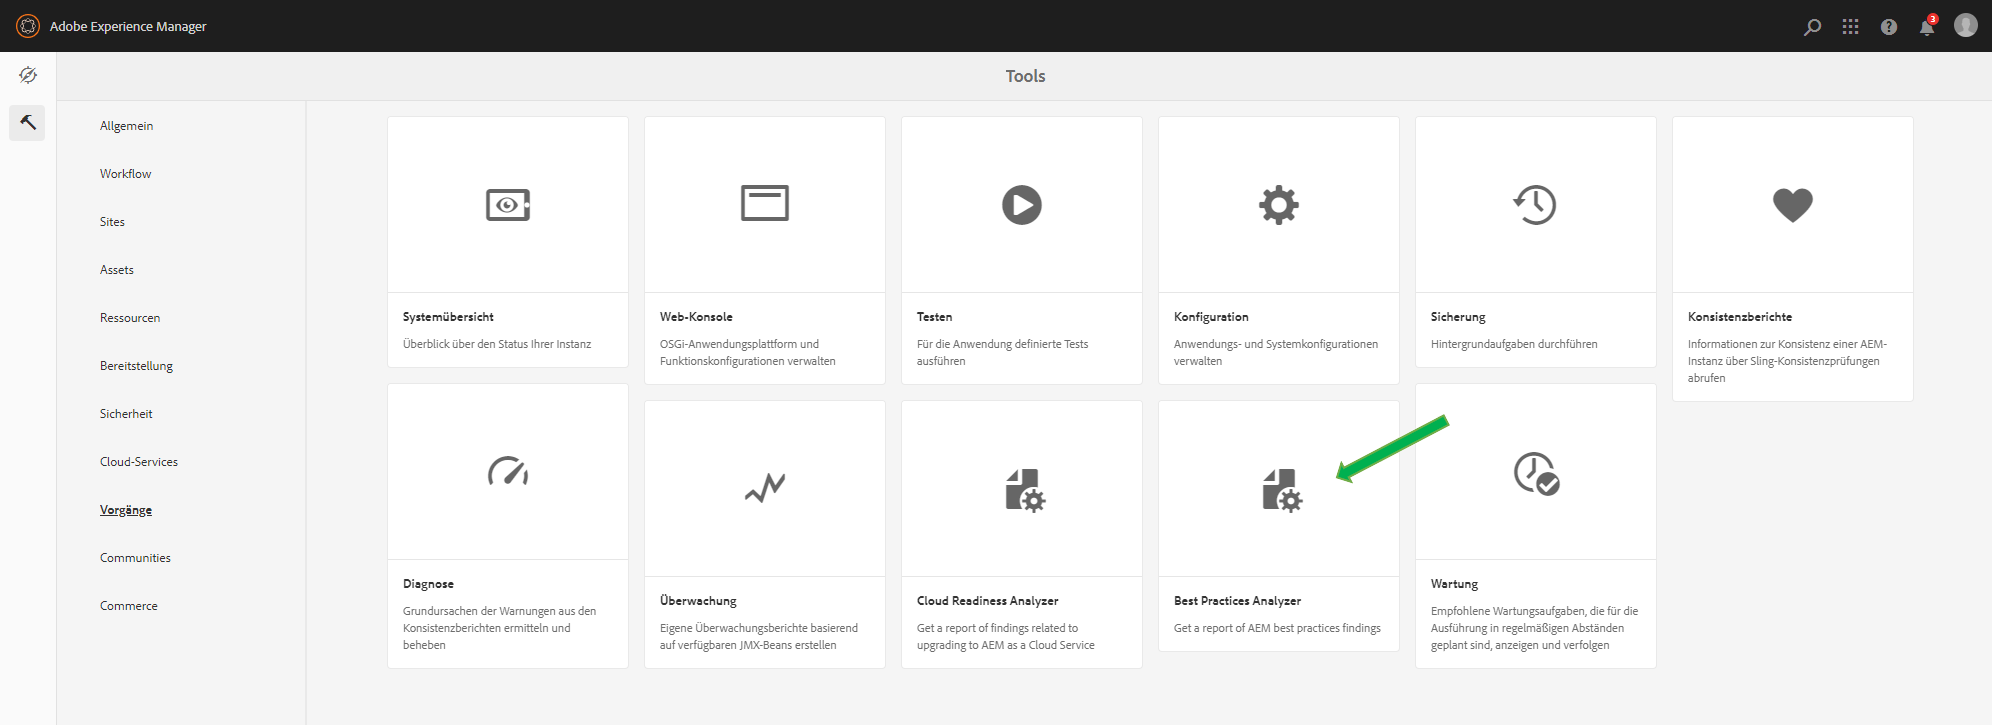 Adobe Experience Manager
3
Tools
Allgemein
Workflow
Sites
Assets
Ressourcen
Bereitstellung
Sicherheit
Cloud-Services
Vorgänge
Communities
Commerce
Systemübersicht
Überblick über den Status Ihrer Instanz
Web-Konsole
OSGi-Anwendungsplattform und
Funktionskonfigurationen verwalten
Testen
Für die Anwendung definierte Tests
ausführen
Konfiguration
Anwendungs- und Systemkonfigurationen
verwalten
Sicherung
Hintergrundaufgaben durchführen
Konsistenzberichte
Informationen zur Konsistenz einer AEM-
Instanz über Sling-Konsistenzprüfungen
abrufen
Diagnose
Grundursachen der Warnungen aus den
Konsistenzberichten ermitteln und
beheben
Überwachung
Eigene Überwachungsberichte basierend
auf verfügbaren JMX-Beans erstellen
Cloud Readiness Analyzer
Get a report of findings related to
upgrading to AEM as a Cloud Service
Best Practices Analyzer
Get a report of AEM best practices findings
Wartung
Empfohlene Wartungsaufgaben, die für die
Ausführung in regelmäßigen Abständen
geplant sind, anzeigen und verfolgen